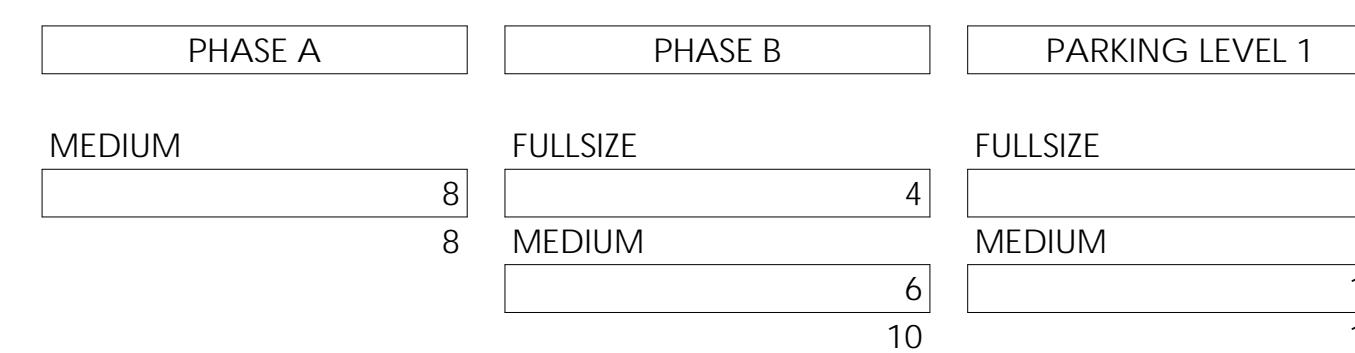 PHASE A PHASE B PARKING LEVEL 1
MEDIUM FULLSIZE FULLSIZE
8 4
8 MEDIUM MEDIUM
6
10